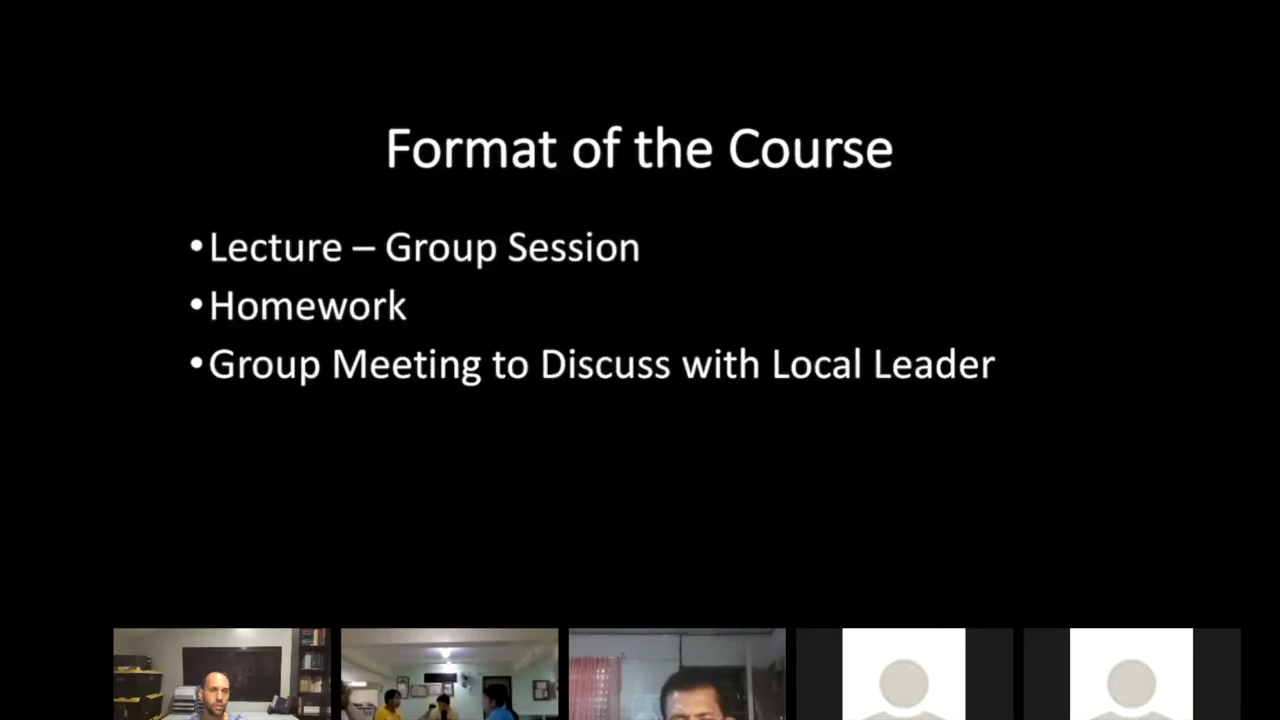 Format of the Course
•Lecture – Group Session
•Homework
•Group Meeting to Discuss with Local Leader